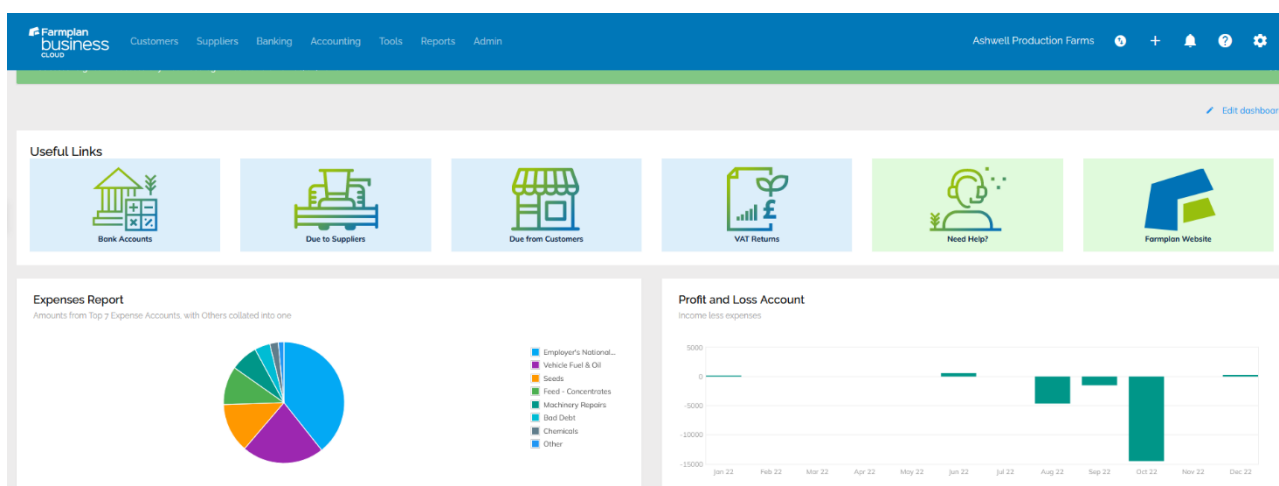 Farmplan
business
CLOUD
Customers Suppliers Banking Accounting Tools Reports Admin
Ashwell Production Farms
Edit dashboar
Useful Links
Bank Accounts
Due to Suppliers
Due from Customers
VAT Returns
Need Help?
Farmplan Website
Expenses Report
Amounts from Top 7 Expense Accounts, with Others collated into one
Employer's National...
Vehicle Fuel & Oil
Seeds
Feed - Concentrates
Machinery Repairs
Bad Debt
Chemicals
Other
Profit and Loss Account
Income less expenses
5000
0
-5000
-10000
-15000
Jan 22 Feb 22 Mar 22 Apr 22 May 22 Jun 22 Jul 22 Aug 22 Sep 22 Oct 22 Nov 22 Dec 22